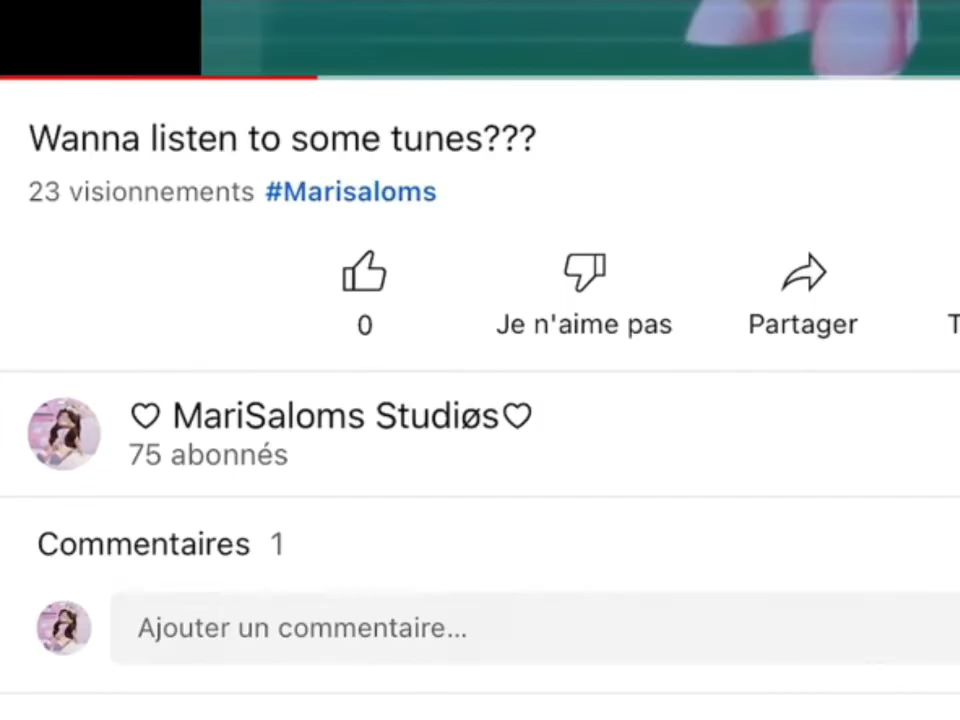 Wanna listen to some tunes???
23 visionnements #Marisaloms
0 Je n'aime pas Partager
♡ MariSaloms Studiøs♡
75 abonnés
Commentaires 1
Ajouter un commentaire...